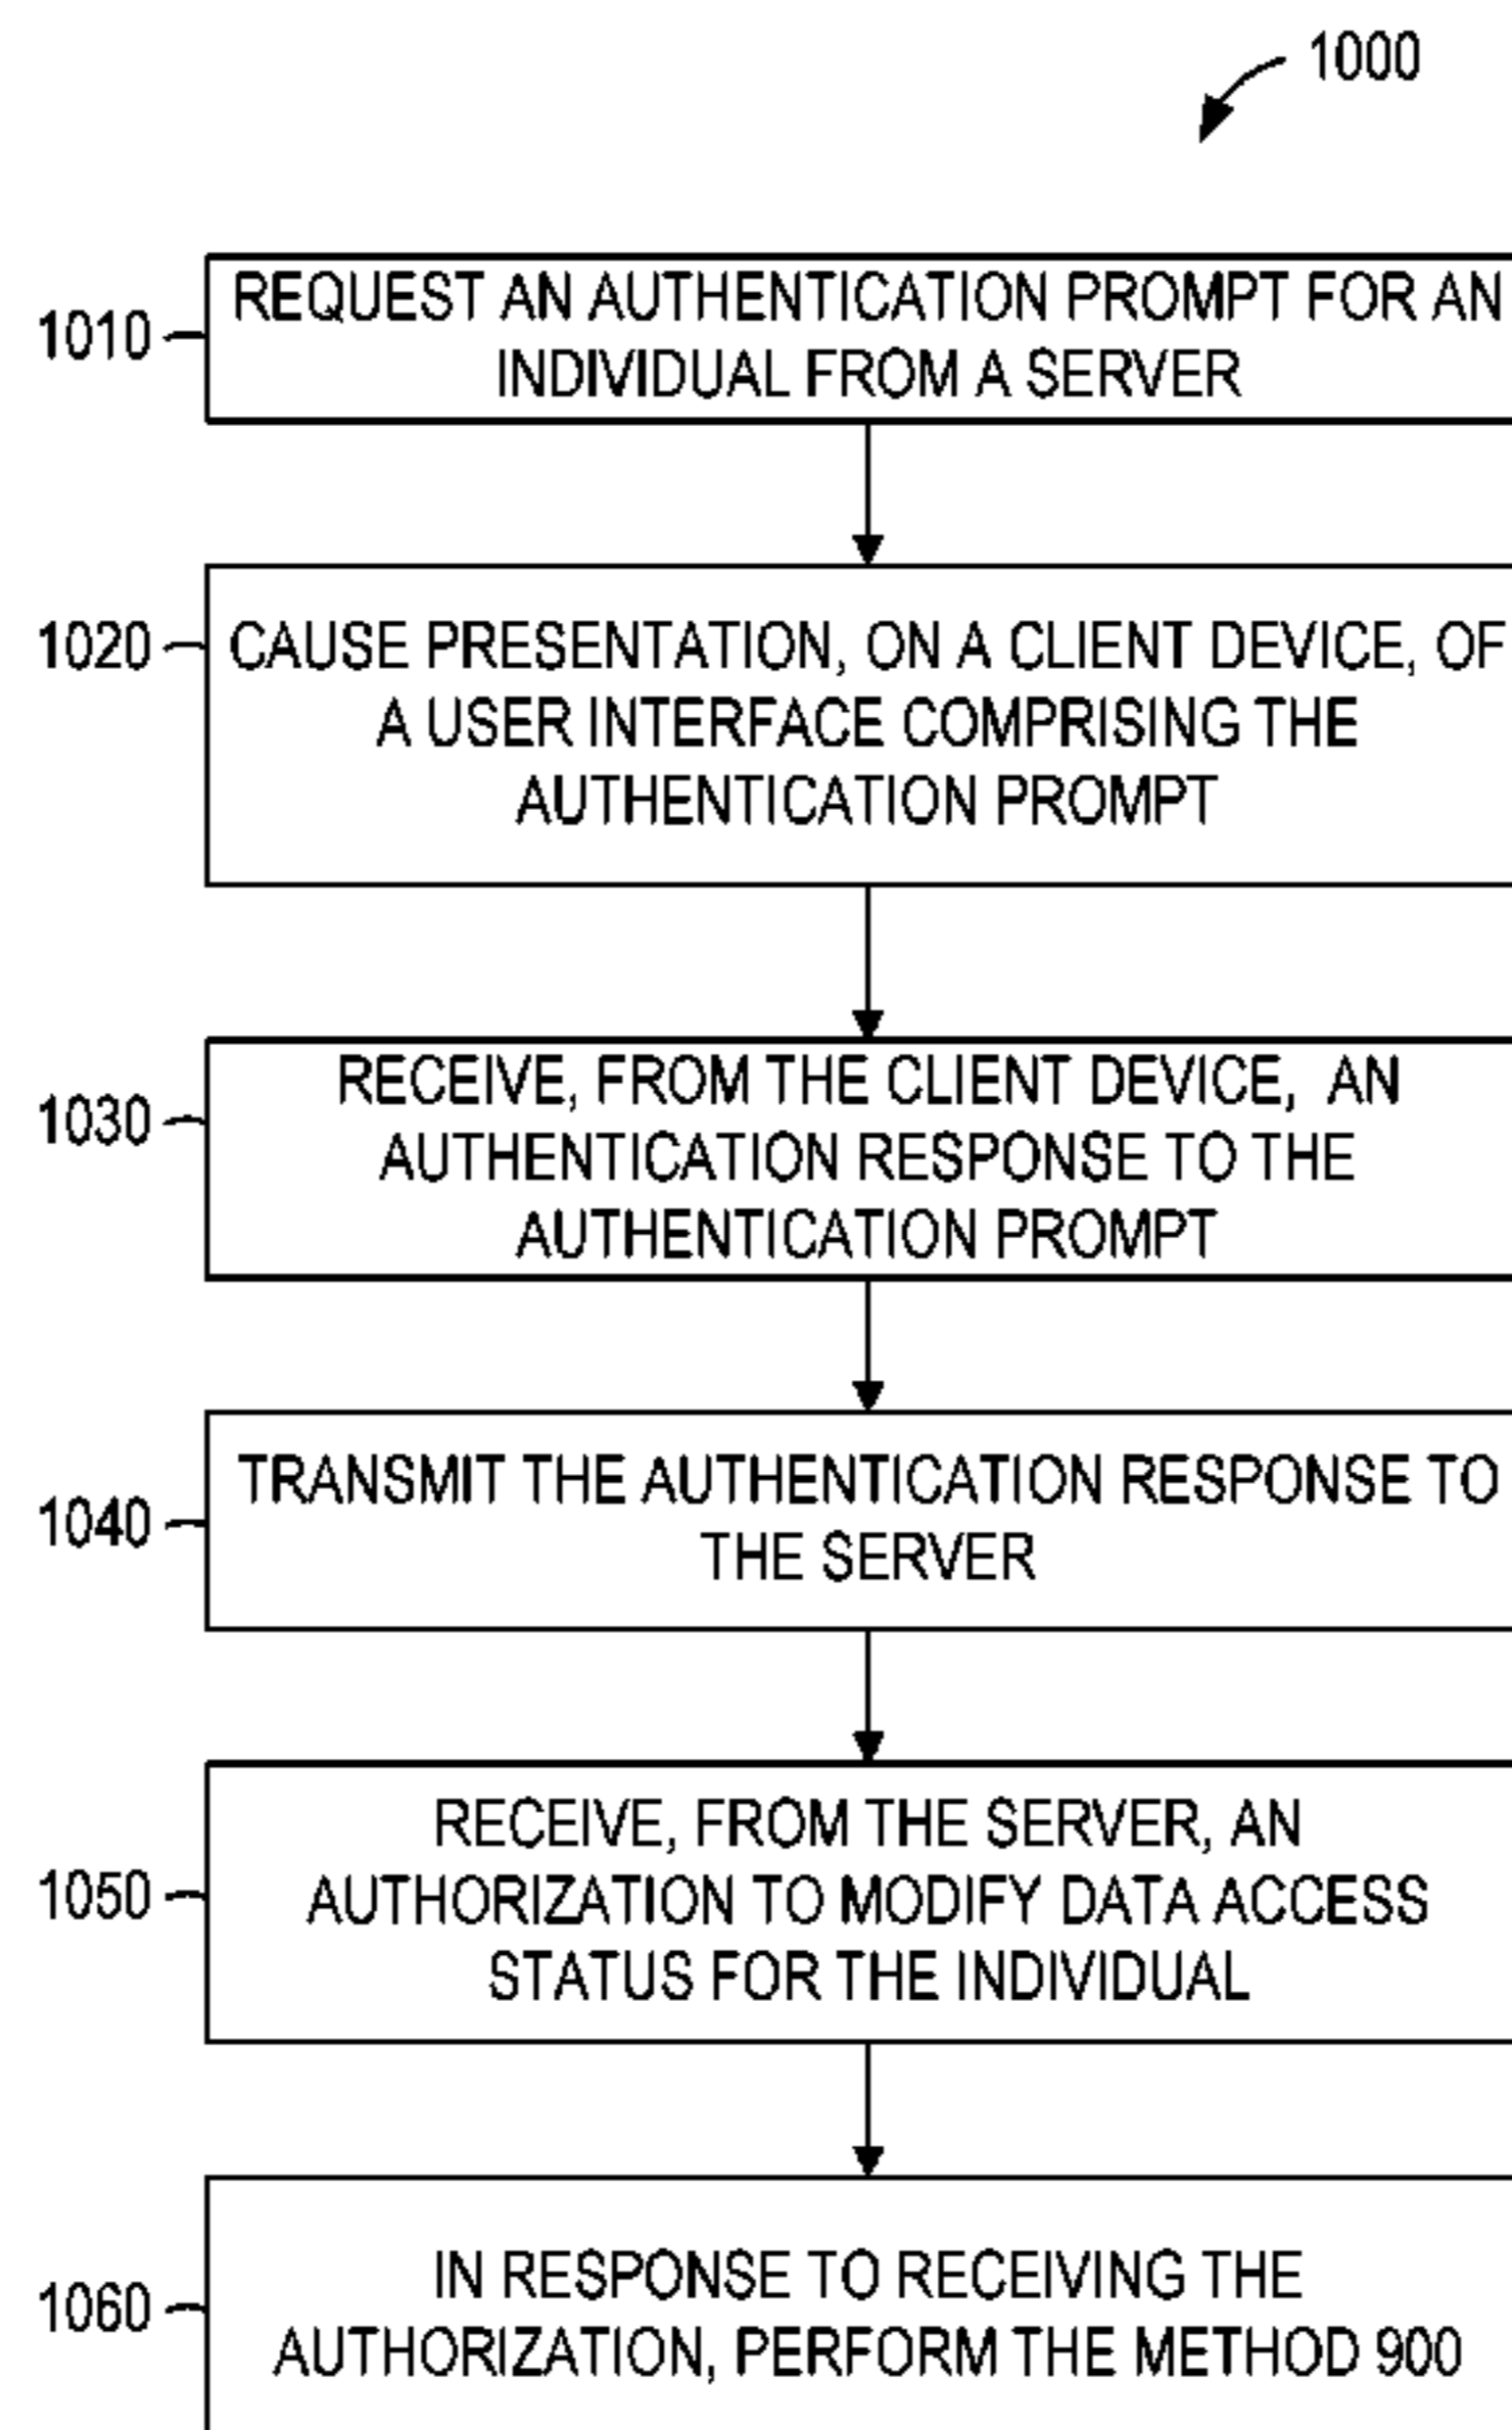 1000
1010
REQUEST AN AUTHENTICATION PROMPT FOR AN
INDIVIDUAL FROM A SERVER
1020
CAUSE PRESENTATION, ON A CLIENT DEVICE, OF
A USER INTERFACE COMPRISING THE
AUTHENTICATION PROMPT
1030
RECEIVE, FROM THE CLIENT DEVICE, AN
AUTHENTICATION RESPONSE TO THE
AUTHENTICATION PROMPT
1040
TRANSMIT THE AUTHENTICATION RESPONSE TO
THE SERVER
1050
RECEIVE, FROM THE SERVER, AN
AUTHORIZATION TO MODIFY DATA ACCESS
STATUS FOR THE INDIVIDUAL
1060
IN RESPONSE TO RECEIVING THE
AUTHORIZATION, PERFORM THE METHOD 900